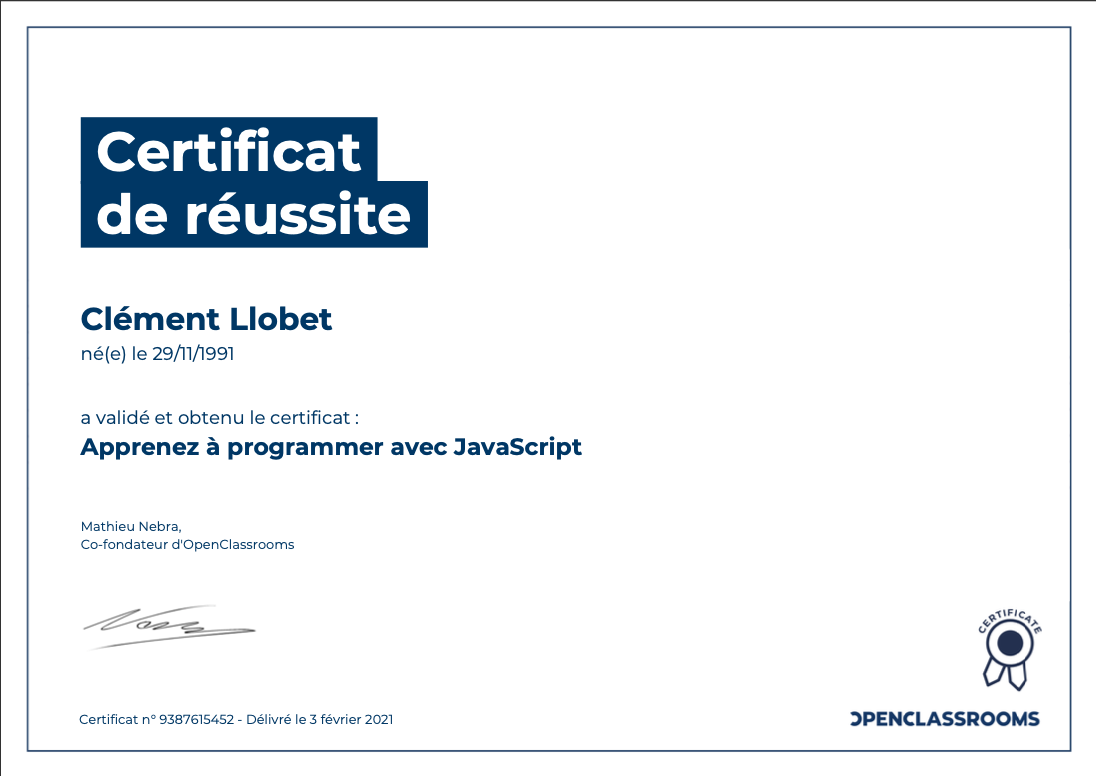 Certificat
de réussite
Clément Llobet
né(e) le 29/11/1991
a validé et obtenu le certificat :
Apprenez à programmer avec JavaScript
Mathieu Nebra,
Co-fondateur d'OpenClassrooms
CERTIFICATE
Certificat n° 9387615452 - Délivré le 3 février 2021
OPENCLASSROOMS